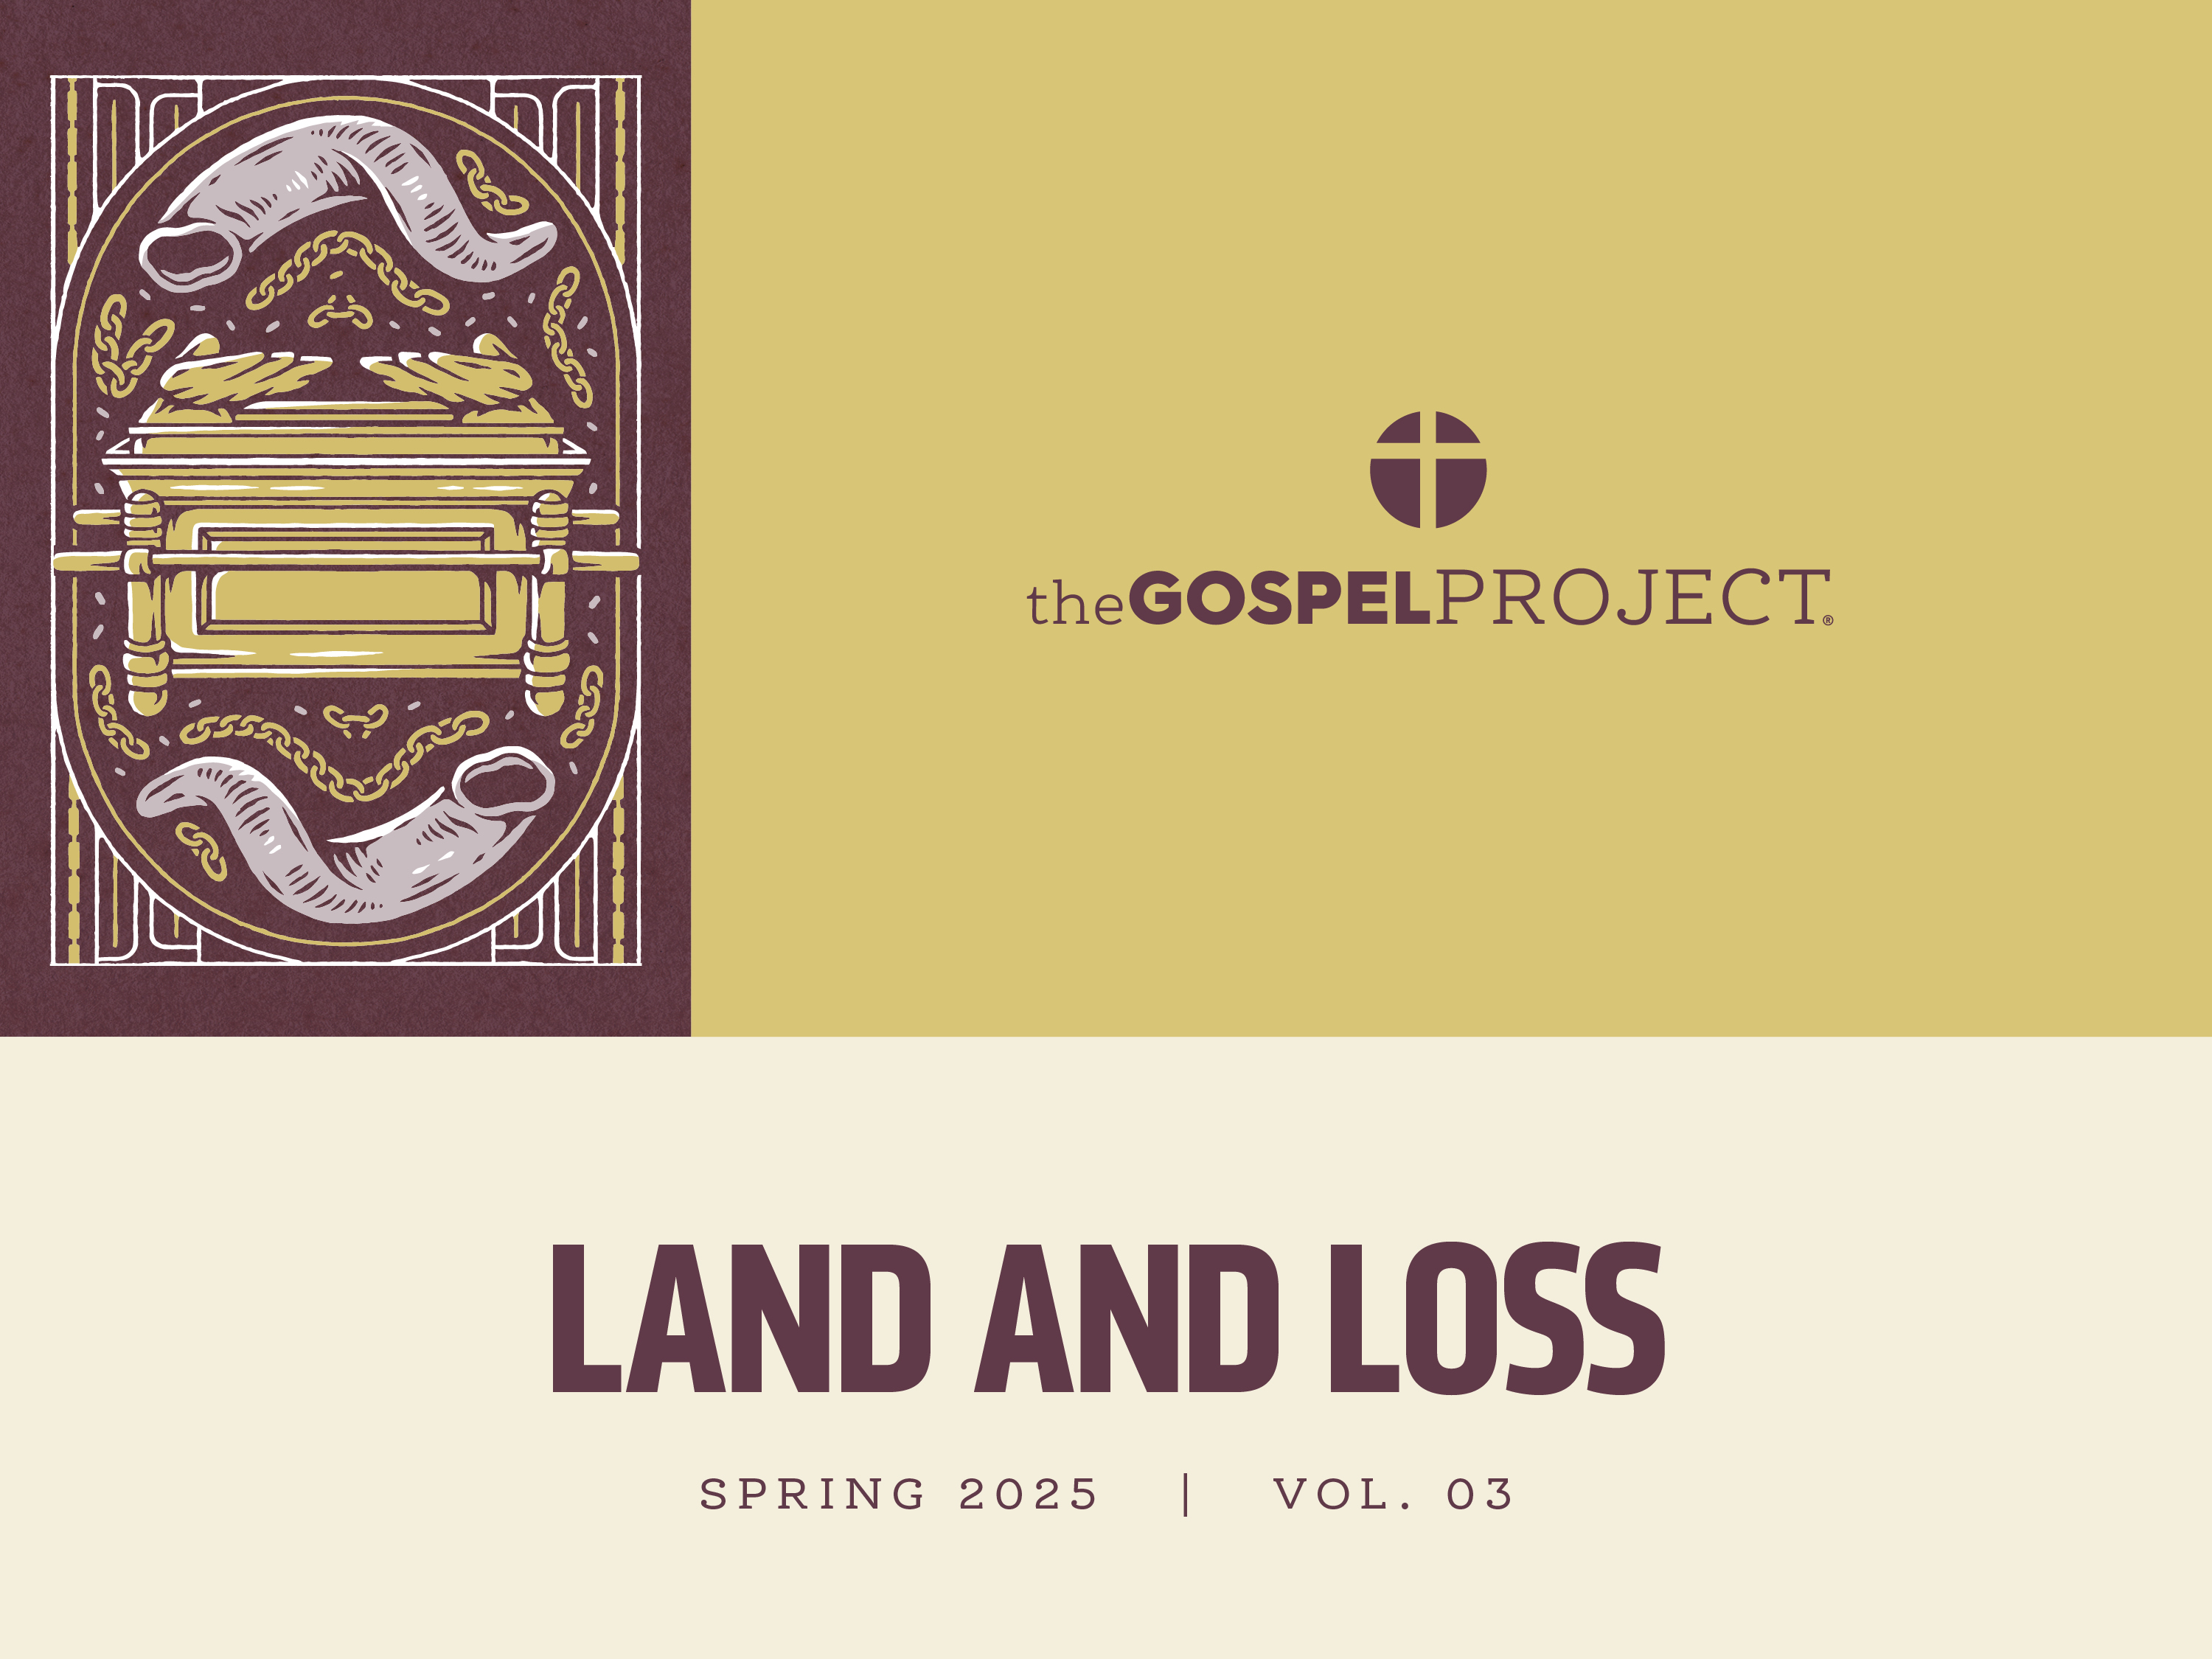 theGOSPELPROJECT®
LAND AND LOSS
SPRING 2025 | VOL. 03